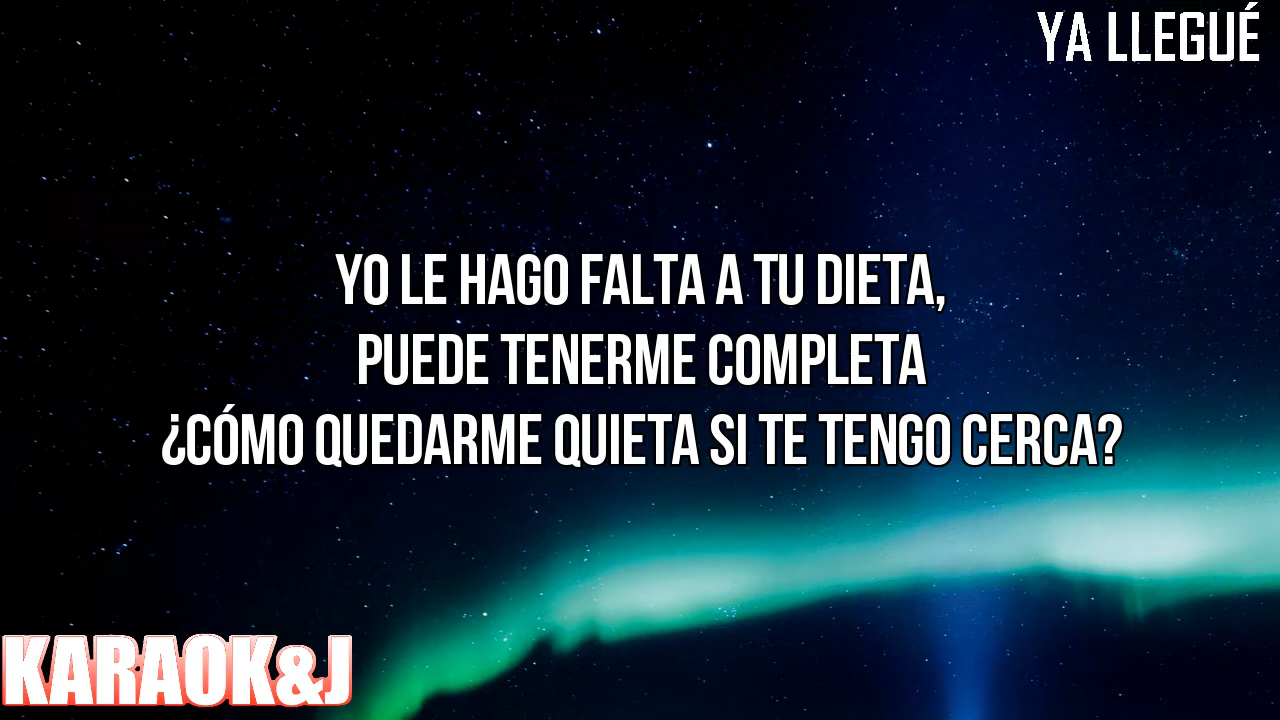 YA LLEGUÉ
YO LE HAGO FALTA A TU DIETA,
PUEDE TENERME COMPLETA
¿CÓMO QUEDARME QUIETA SI TE TENGO CERCA?
KARAOK&J